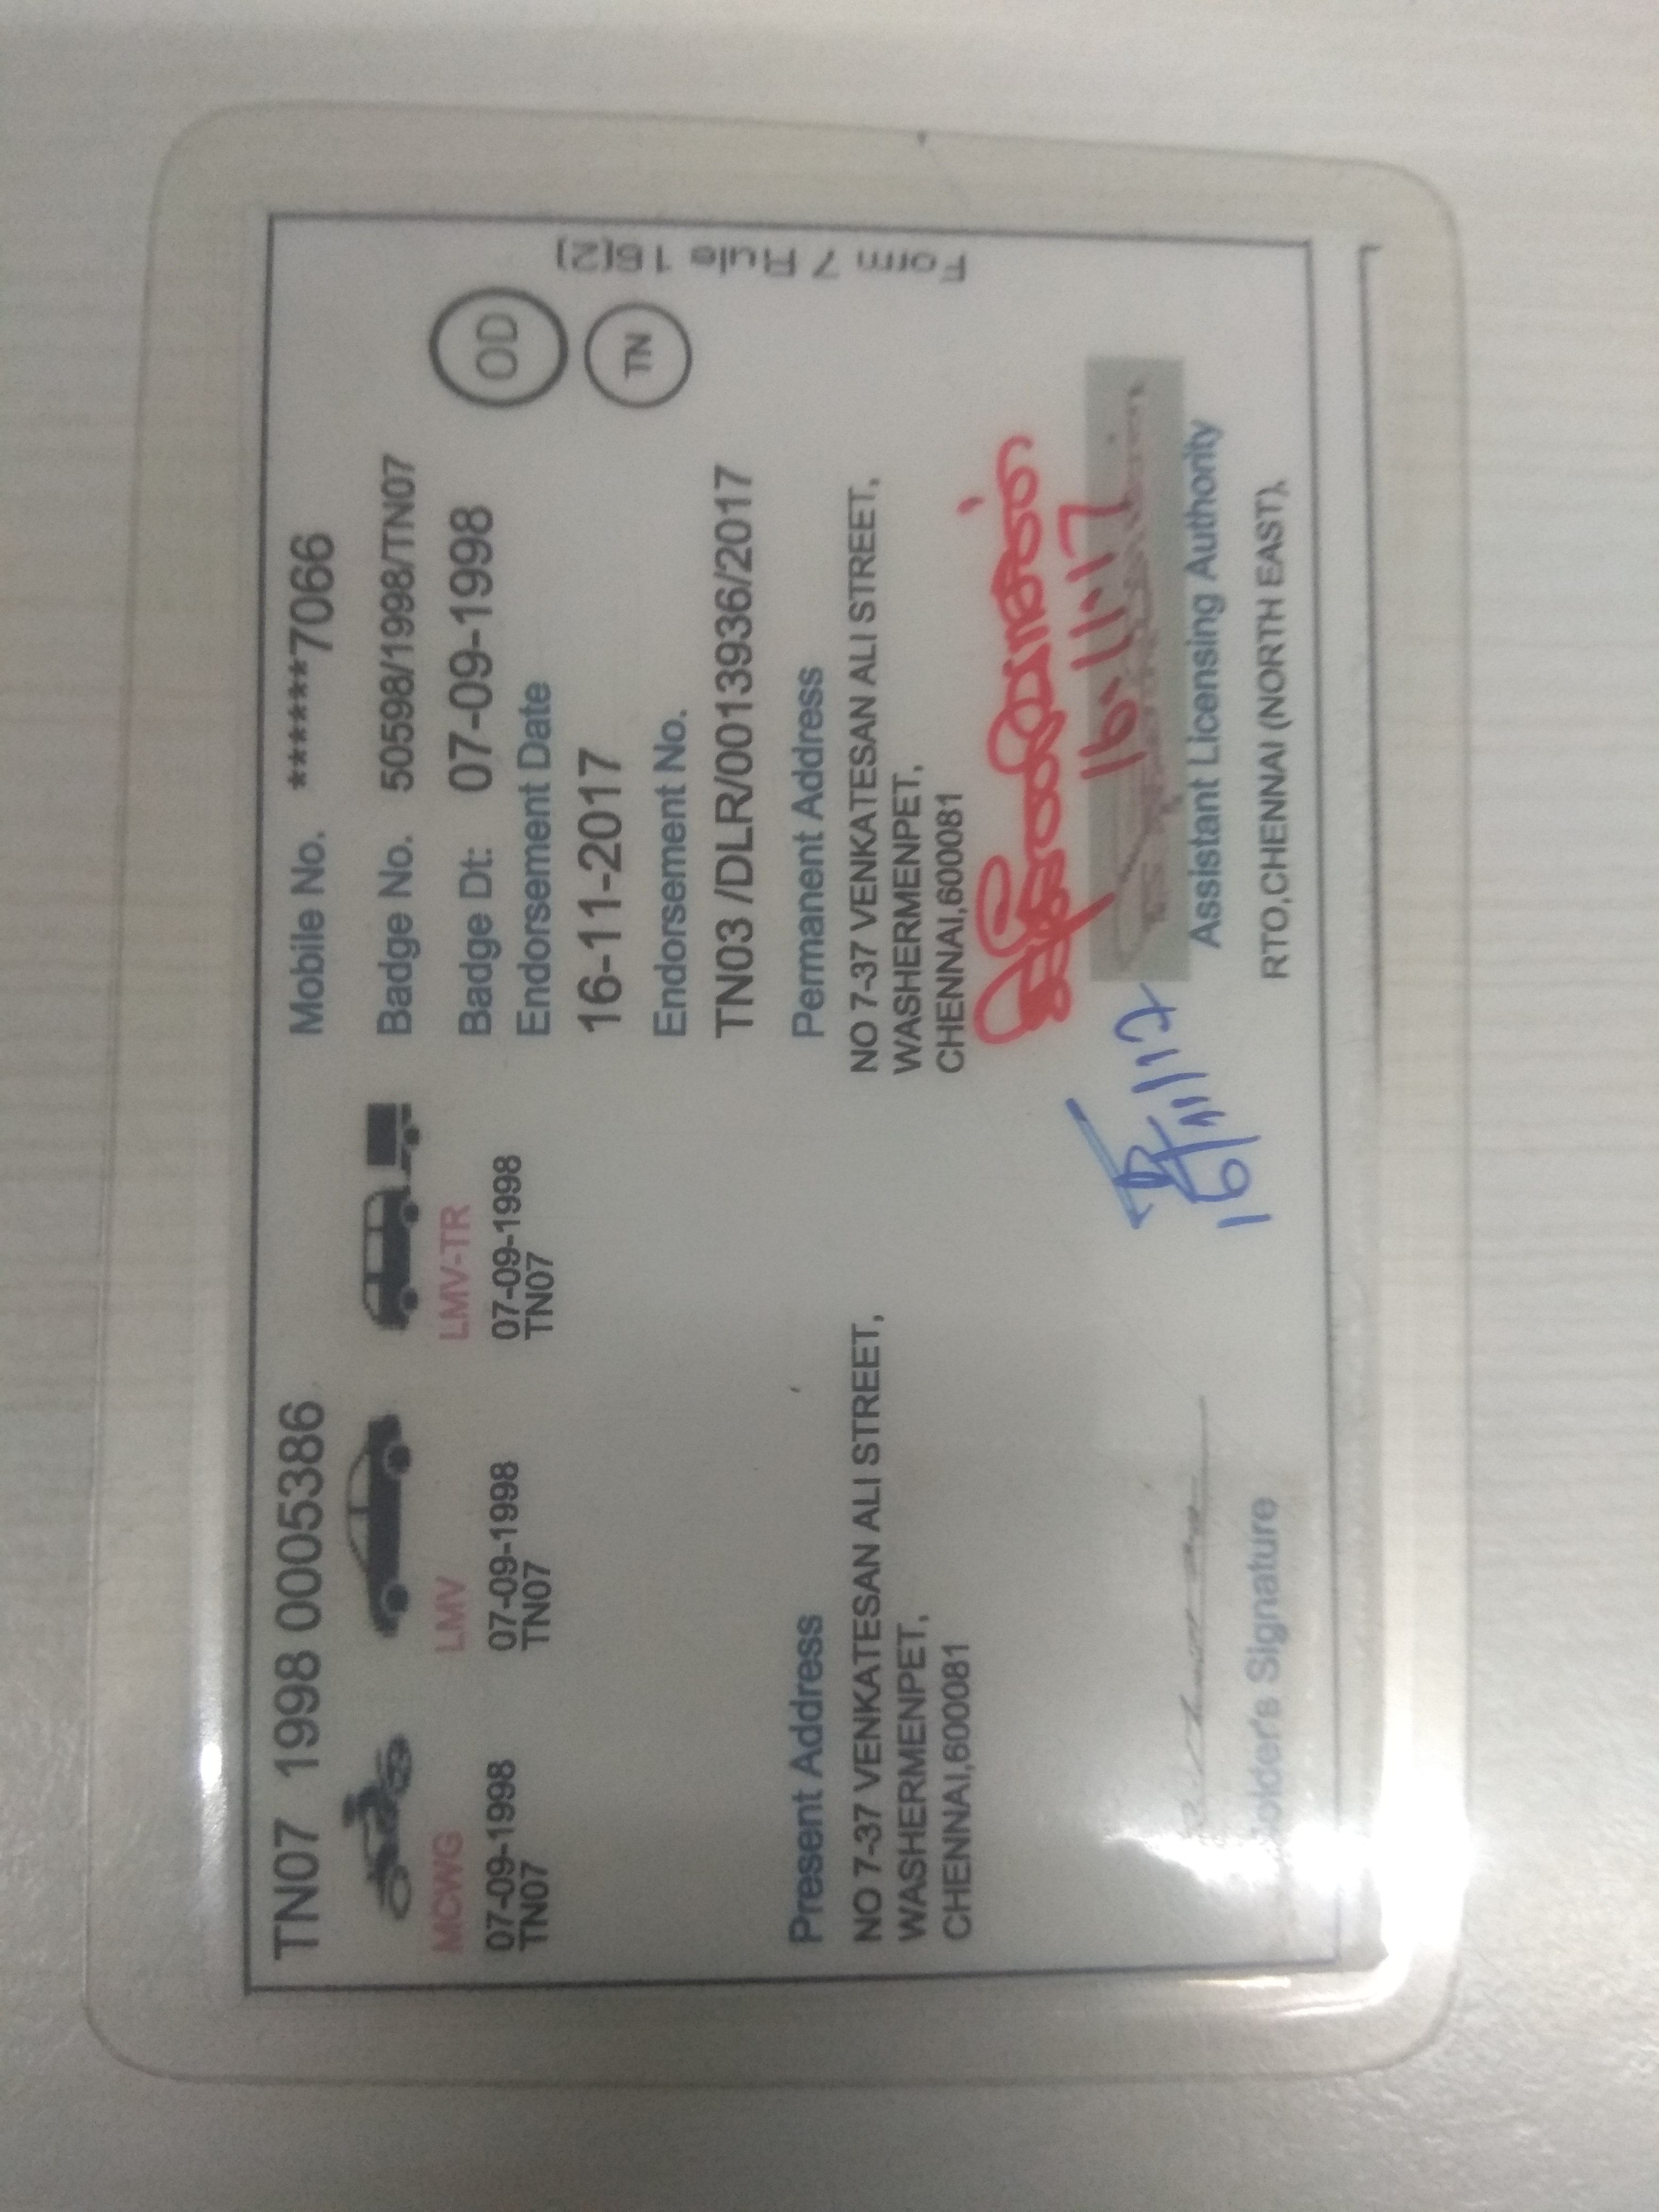 TN07 1998 0005386
Mobile No. ******7066
Badge No. 50598/1998/TN07
MCWG LMV LMV-TR
Badge Dt: 07-09-1998
07-09-1998 07-09-1998 07-09-1998
TN07 TN07 TN07
OD
TN
Form 7 Rule 16(2)
Endorsement Date
16-11-2017
Endorsement No.
TN03 /DLR/0013936/2017
Present Address
NO 7-37 VENKATESAN ALI STREET,
WASHERMENPET,
CHENNAI,600081
Permanent Address
NO 7-37 VENKATESAN ALI STREET,
WASHERMENPET,
CHENNAI,600081
16.11.17
16/11/17
Holder's Signature
Assistant Licensing Authority
RTO,CHENNAI (NORTH EAST),